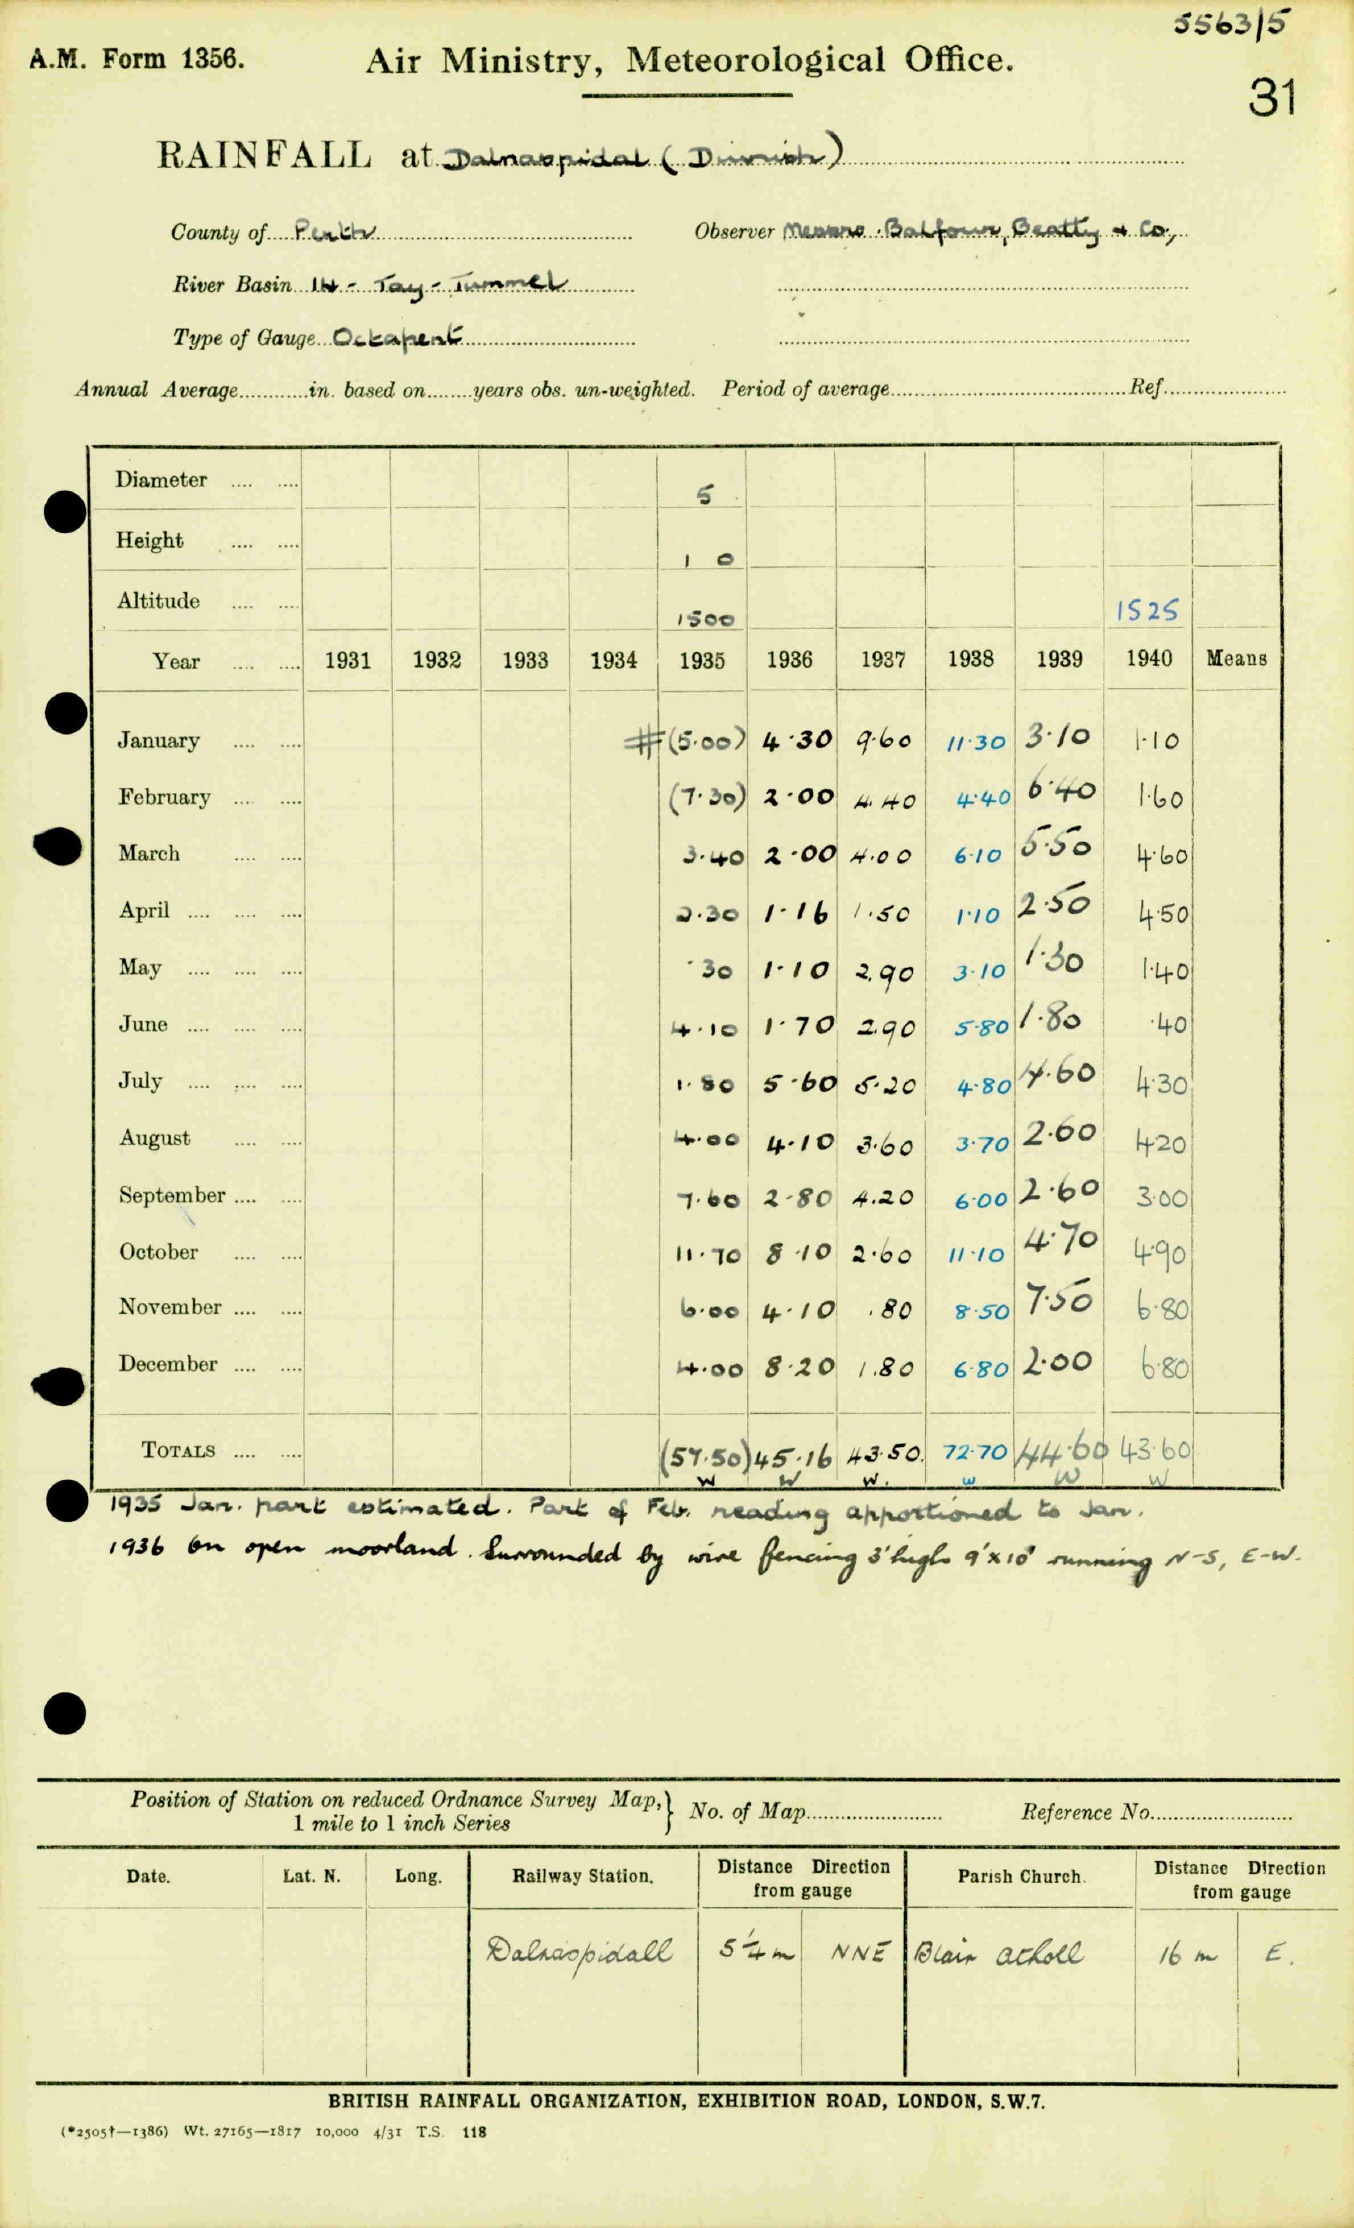 5563/5
A.M. Form 1356. Air Ministry, Meteorological Office.
31
RAINFALL at Dalnaspidal (
County of Perth Observer Messrs. Balfour, Beatty & Co,
River Basin 14 - Tay - Tummel
Type of Gauge Octapent
Annual Average in. based on years obs. un-weighted. Period of average Ref.
Diameter 5
Height 1 0
Altitude 1500 1525
Year 1931 1932 1933 1934 1935 1936 1937 1938 1939 1940 Means
January #(5.00) 4.30 9.60 11.30 3.10 1.10
February (7.30) 2.00 4.40 4.40 6.40 1.60
March 3.40 2.00 4.00 6.10 5.50 4.60
April 2.30 1.16 1.50 1.10 2.50 4.50
May .30 1.10 2.90 3.10 1.30 1.40
June 4.10 1.70 2.90 5.80 1.80 .40
July 1.80 5.60 5.20 4.80 4.60 4.30
August 4.00 4.10 3.60 3.70 2.60 4.20
September 7.60 2.80 4.20 6.00 2.60 3.00
October 11.70 8.10 2.60 11.10 4.70 4.90
November 6.00 4.10 .80 8.50 7.50 6.80
December 4.00 8.20 1.80 6.80 2.00 6.80
TOTALS (57.50) 45.16 43.50. 72.70 44.60 43.60
W W W. W W W
1935 Jan. part estimated. Part of Feb. reading apportioned to Jan.
1936 On open moorland. Surrounded by wire fencing 3' high 9'x10' running N-S, E-W.
Position of Station on reduced Ordnance Survey Map,} No. of Map Reference No.
1 mile to 1 inch Series
Date. Lat. N. Long. Railway Station. Distance Direction from gauge Parish Church. Distance Direction from gauge
Dalnaspidall 5¼ m NNE Blair Atholl 16 m E.
BRITISH RAINFALL ORGANIZATION, EXHIBITION ROAD, LONDON, S.W.7.
(*2505†—1386) Wt. 27165—1817 10,000 4/31 T.S. 118